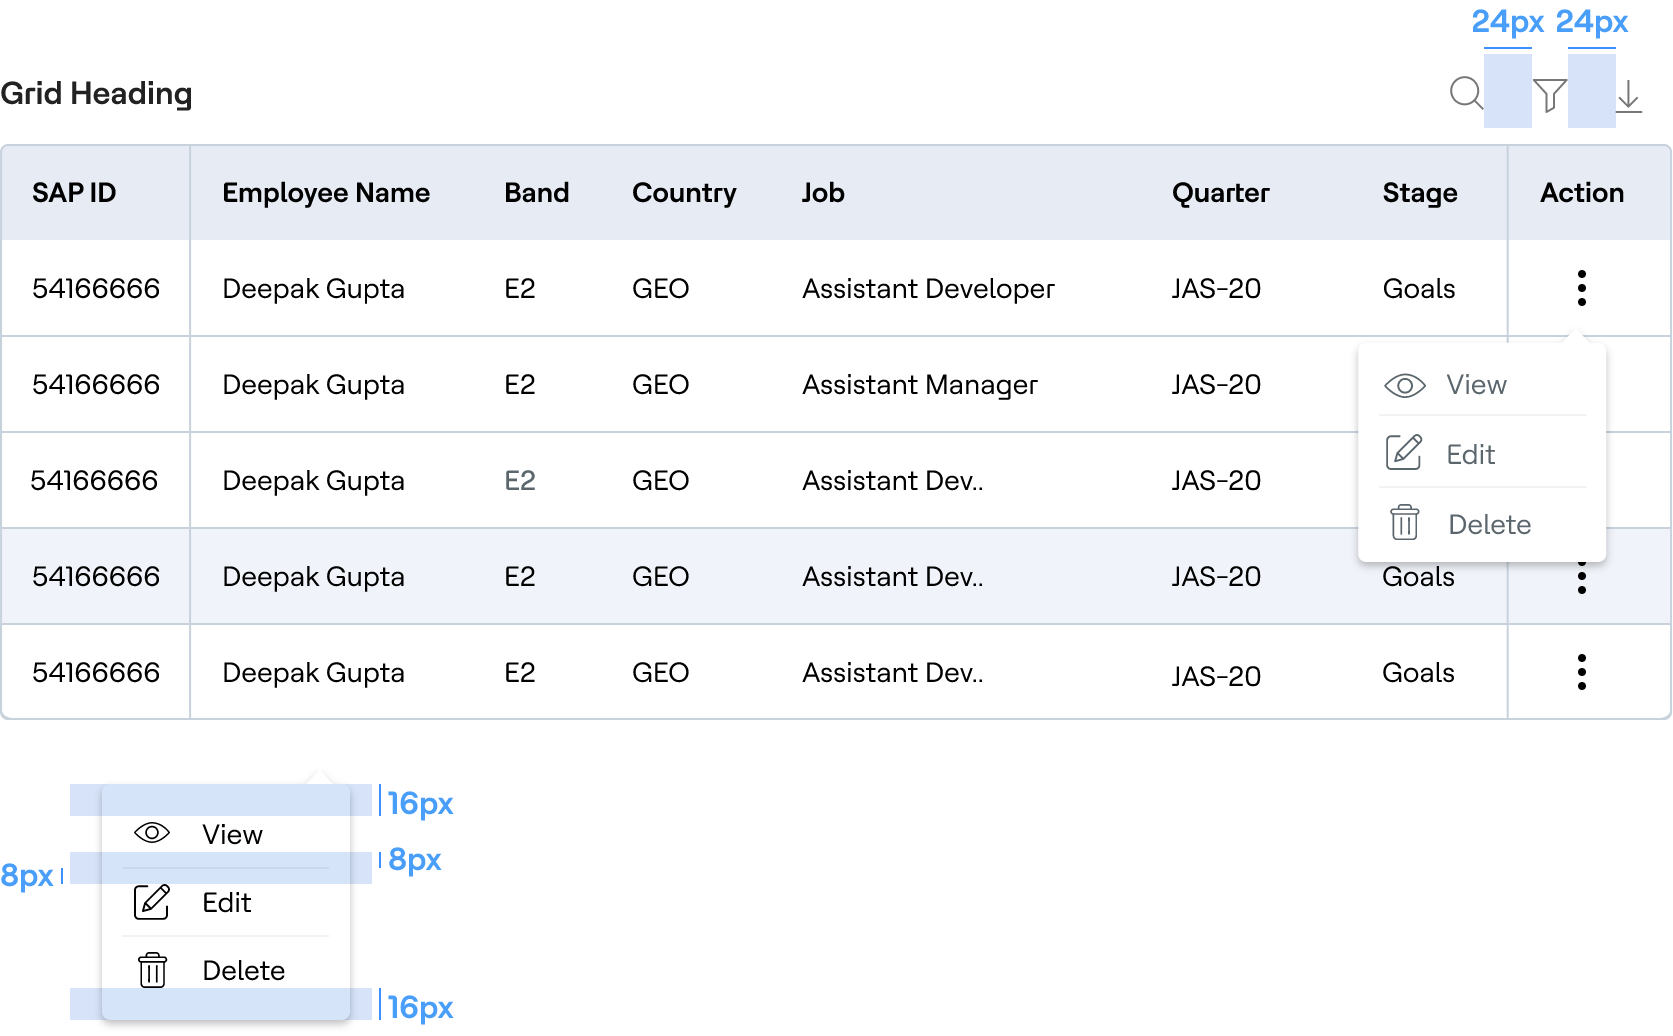 24px 24px
Grid Heading
SAP ID Employee Name Band Country Job Quarter Stage Action
54166666 Deepak Gupta E2 GEO Assistant Developer JAS-20 Goals
54166666 Deepak Gupta E2 GEO Assistant Manager JAS-20
View
Edit
54166666 Deepak Gupta E2 GEO Assistant Dev.. JAS-20
Delete
54166666 Deepak Gupta E2 GEO Assistant Dev.. JAS-20 Goals
54166666 Deepak Gupta E2 GEO Assistant Dev.. JAS-20 Goals
16px
View
8px
8px
Edit
Delete
16px